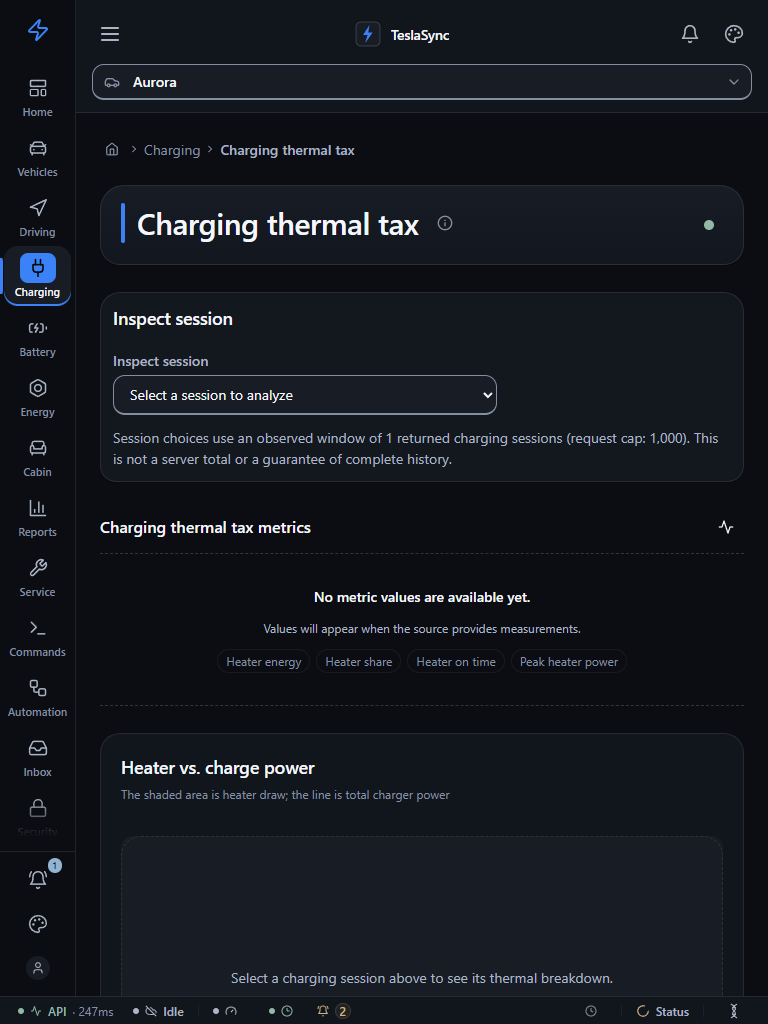 TeslaSync
Aurora
Home
Vehicles
Driving
Charging
Battery
Energy
Cabin
Reports
Service
Commands
Automation
Inbox
Security
1
Charging
Charging thermal tax
Charging thermal tax
Inspect session
Inspect session
Select a session to analyze
Session choices use an observed window of 1 returned charging sessions (request cap: 1,000). This
is not a server total or a guarantee of complete history.
Charging thermal tax metrics
No metric values are available yet.
Values will appear when the source provides measurements.
Heater energy Heater share Heater on time Peak heater power
Heater vs. charge power
The shaded area is heater draw; the line is total charger power
Select a charging session above to see its thermal breakdown.
API · 247ms Idle 2 Status